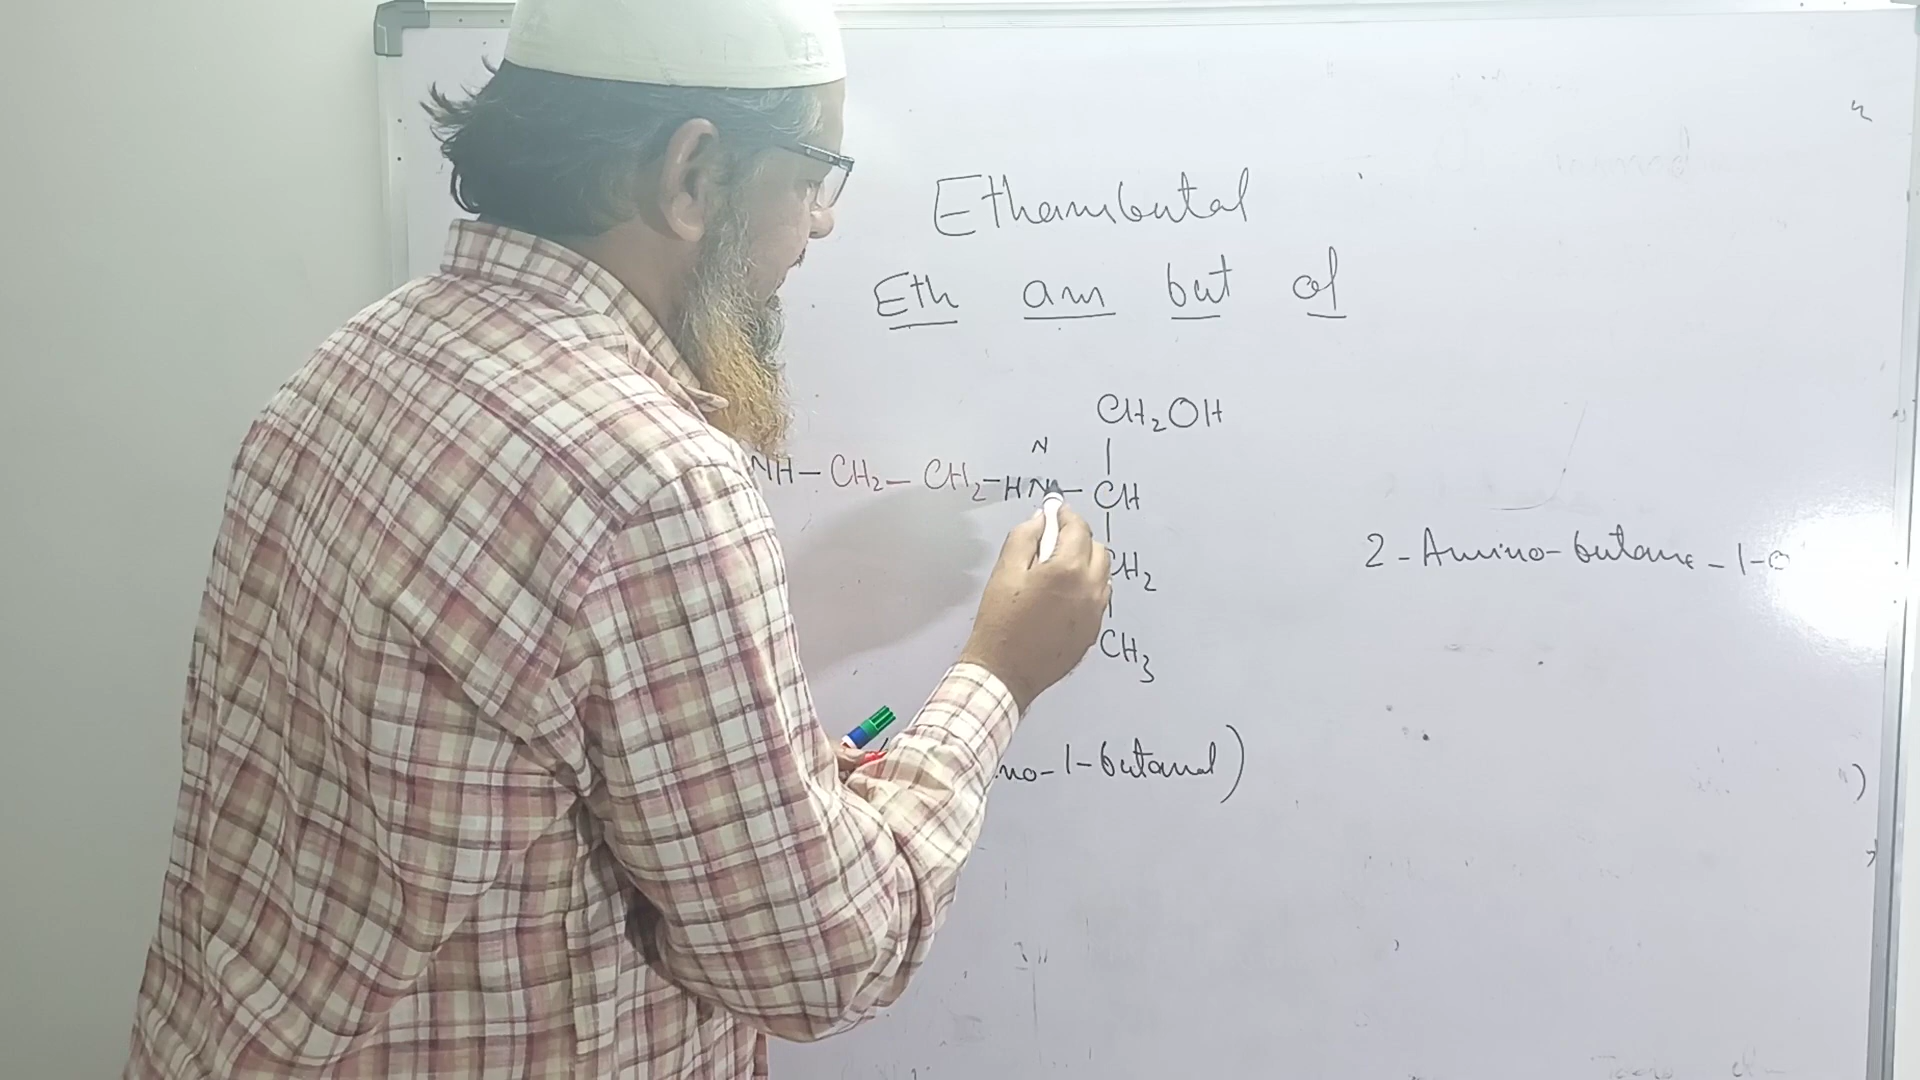 Ethambutal
Eth am but ol
CH₂OH
N
NH-CH₂-CH₂-HN-CH
CH₂
2-Amino-butane-1-o
CH₃
no-1-butanol)